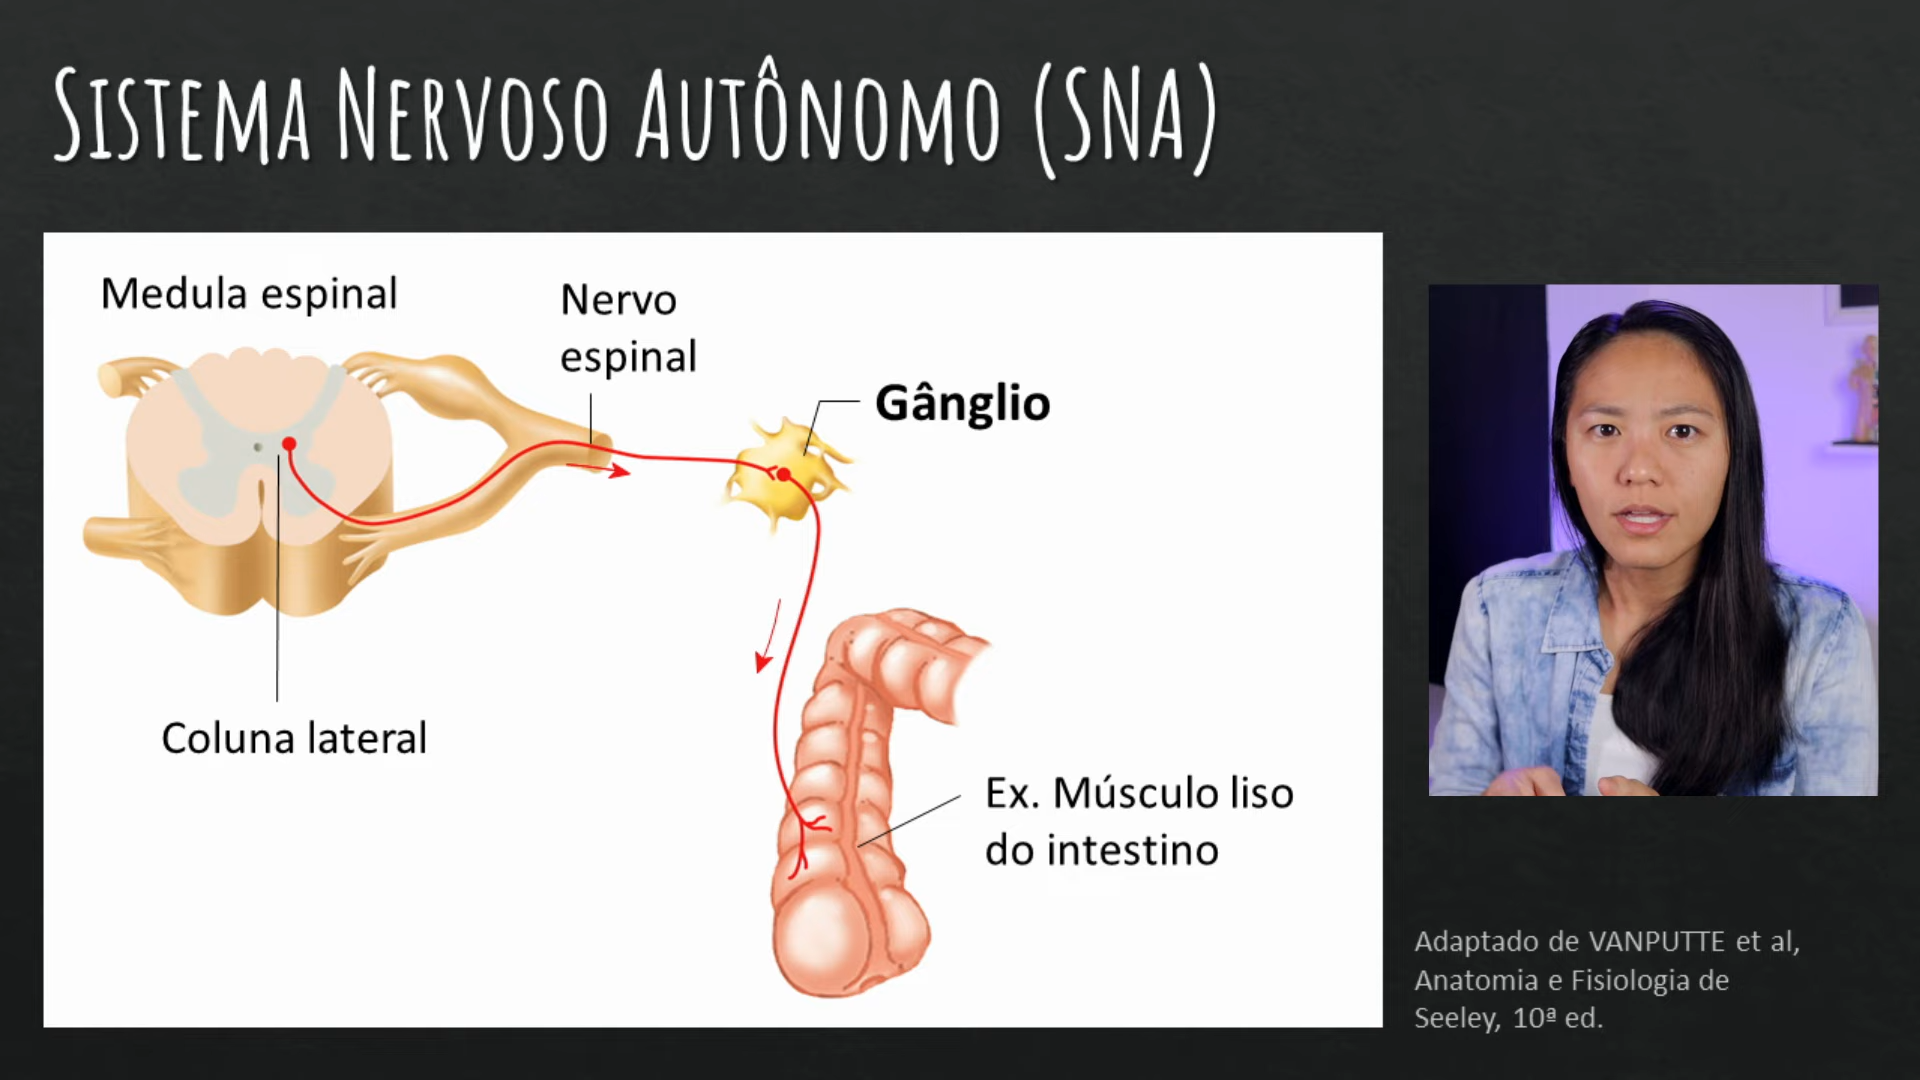 SISTEMA NERVOSO AUTÔNOMO (SNA)
Medula espinal
Nervo
espinal
Gânglio
Coluna lateral
Ex. Músculo liso
do intestino
Adaptado de VANPUTTE et al,
Anatomia e Fisiologia de
Seeley, 10ª ed.